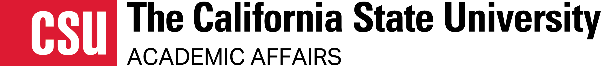 CSU The California State University
ACADEMIC AFFAIRS